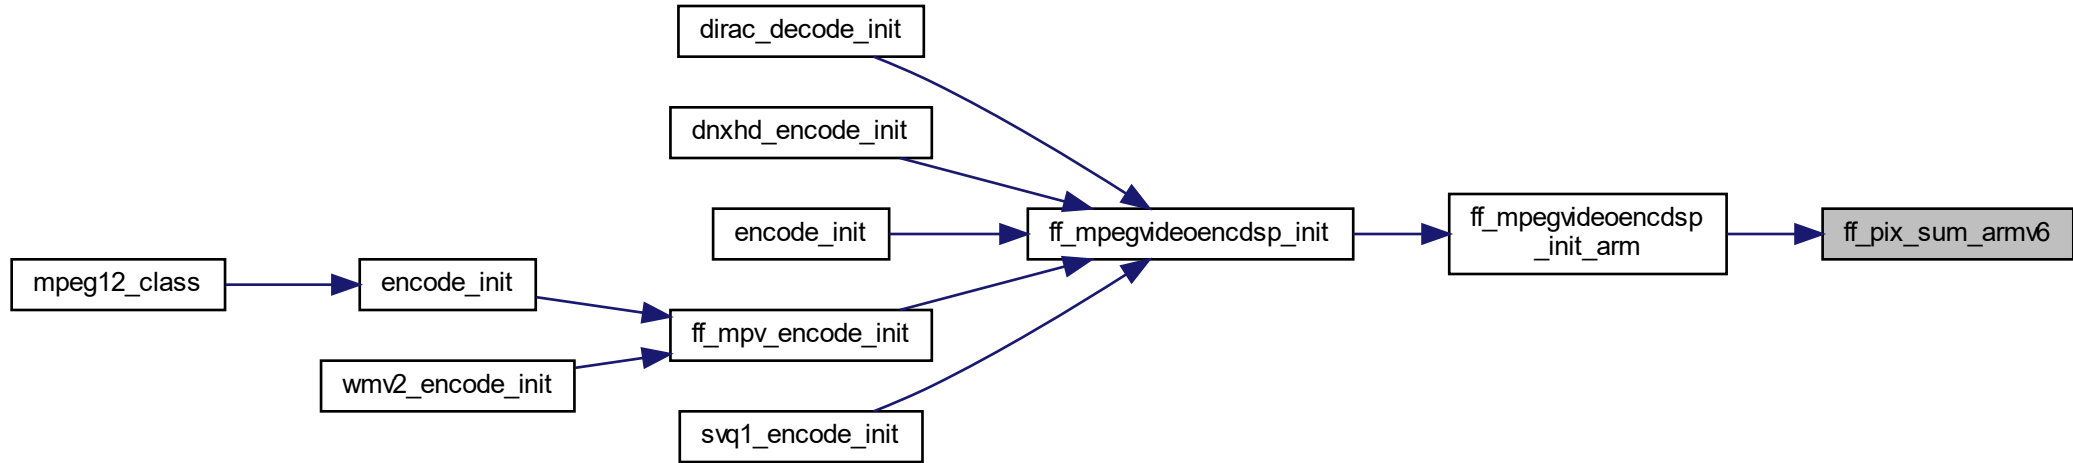 dirac_decode_init
dnxhd_encode_init
encode_init
ff_mpegvideoencdsp_init
ff_mpegvideoencdsp
_init_arm
ff_pix_sum_armv6
mpeg12_class
encode_init
ff_mpv_encode_init
wmv2_encode_init
svq1_encode_init